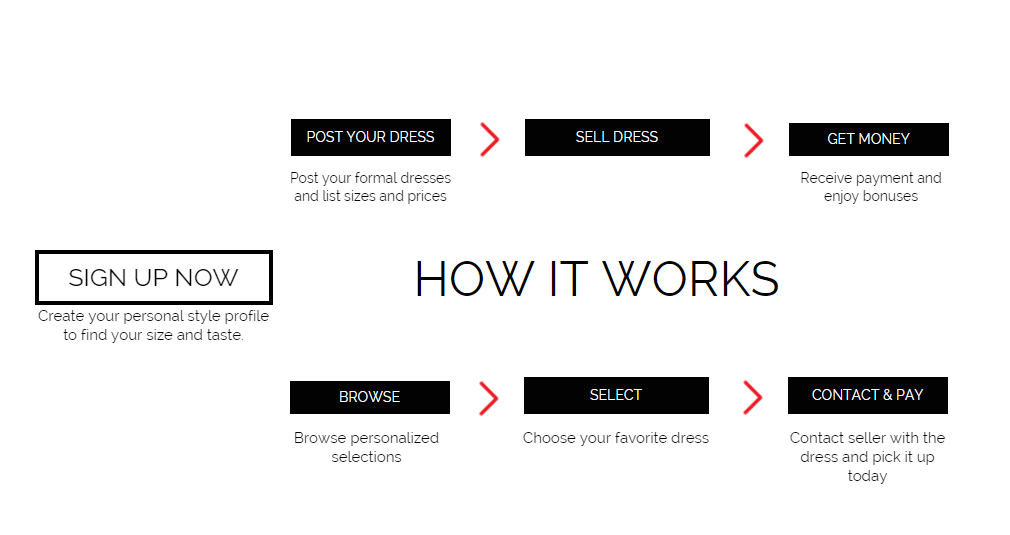 POST YOUR DRESS
SELL DRESS
GET MONEY
Post your formal dresses
and list sizes and prices
Receive payment and
enjoy bonuses
SIGN UP NOW
Create your personal style profile
to find your size and taste.
HOW IT WORKS
BROWSE
SELECT
CONTACT & PAY
Browse personalized
selections
Choose your favorite dress
Contact seller with the
dress and pick it up
today